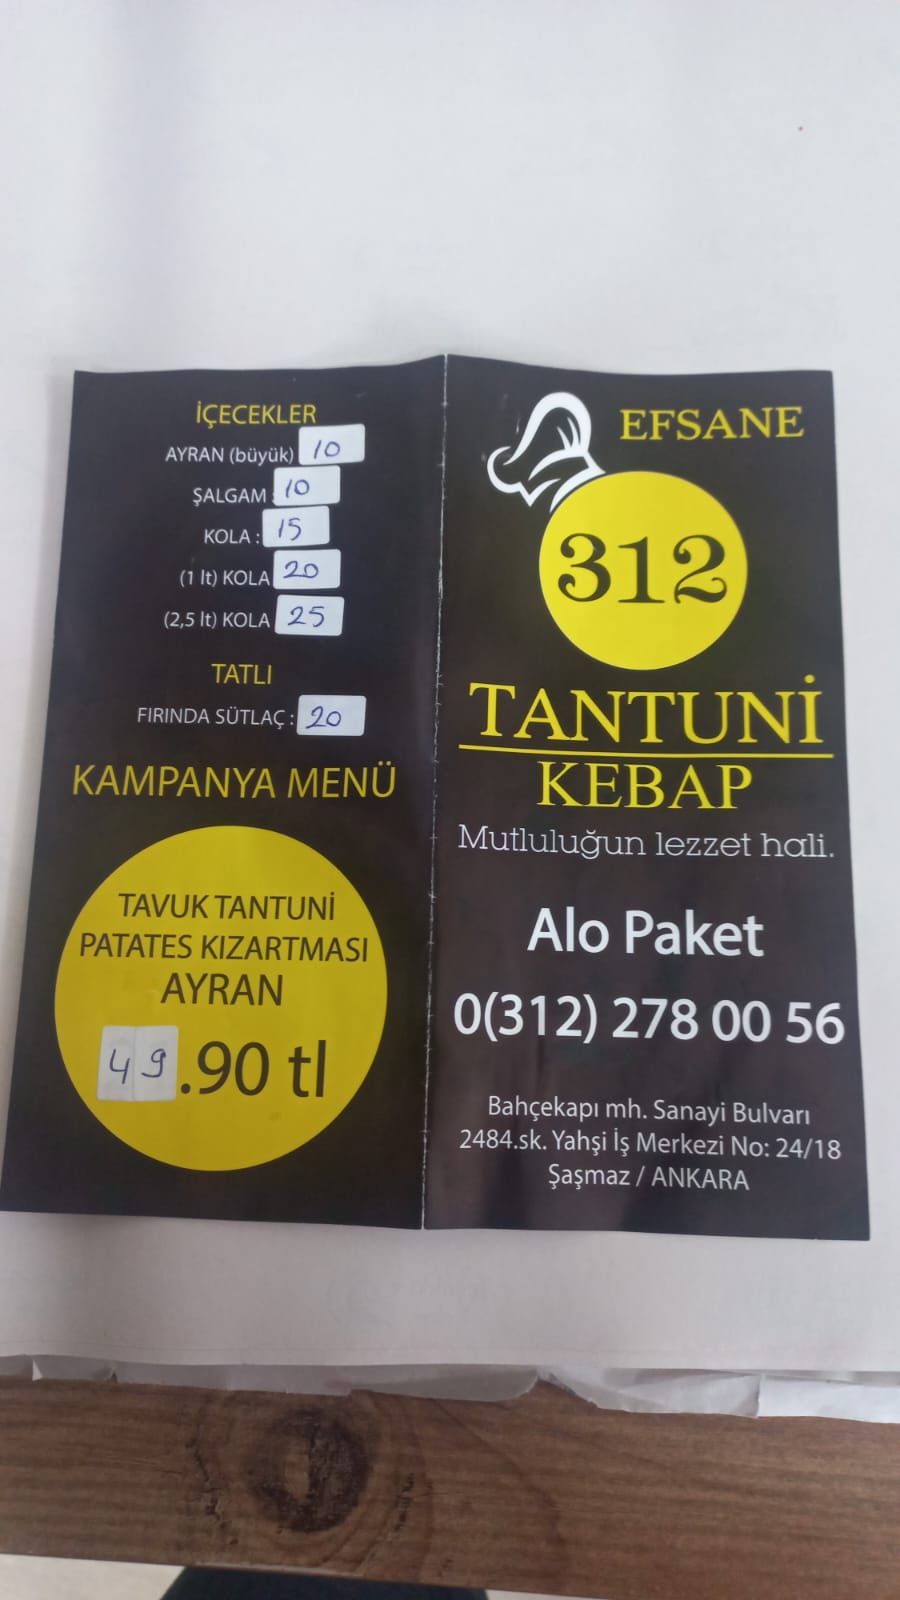 İÇECEKLER
AYRAN (büyük) 10
ŞALGAM : 10
KOLA : 15
(1 lt) KOLA 20
(2,5 lt) KOLA 25
TATLI
FIRINDA SÜTLAÇ : 20
KAMPANYA MENÜ
TAVUK TANTUNİ
PATATES KIZARTMASI
AYRAN
49.90 tl
EFSANE
312
TANTUNİ
KEBAP
Mutluluğun lezzet hali.
Alo Paket
0(312) 278 00 56
Bahçekapı mh. Sanayi Bulvarı
2484.sk. Yahşi İş Merkezi No: 24/18
Şaşmaz / ANKARA